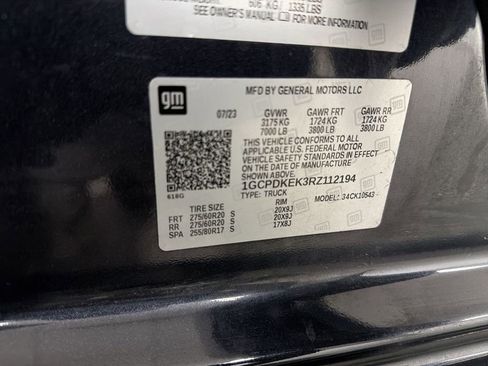 606 KG / 1335 LBS
SEE OWNER'S MANUAL FOR MORE INFORMATION
gm
MFD BY GENERAL MOTORS LLC
07/23 GVWR GAWR FRT GAWR RR
3175 KG 1724 KG 1724 KG
7000 LB 3800 LB 3800 LB
THIS VEHICLE CONFORMS TO ALL
APPLICABLE U.S. FEDERAL MOTOR
VEHICLE SAFETY AND THEFT PREVENTION
STANDARDS IN EFFECT ON THE DATE OF
MANUFACTURE SHOWN ABOVE
1GCPDKEK3RZ112194
618G
TYPE: TRUCK MODEL: 34CK10543
TIRE SIZE RIM
FRT 275/60R20 S 20X9J
RR 275/60R20 S 20X9J
SPA 255/80R17 S 17X8J